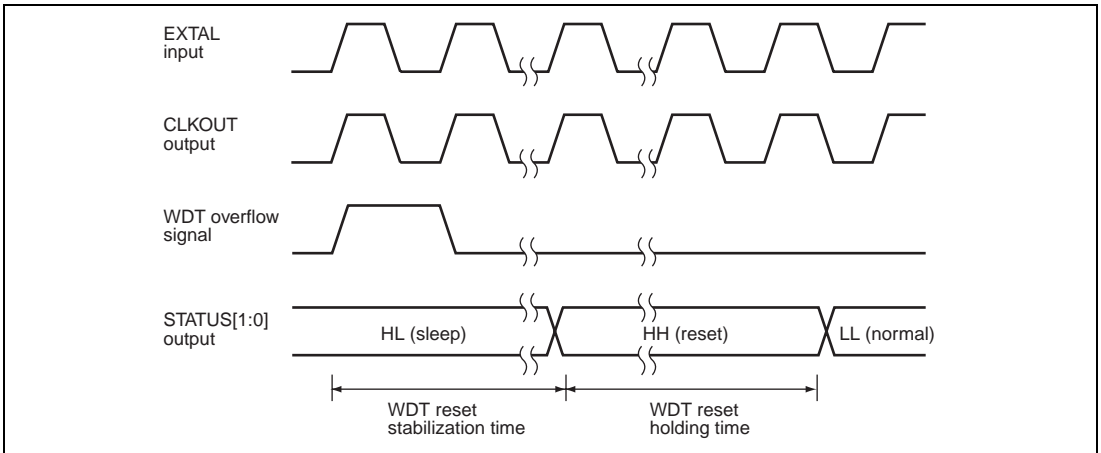 EXTAL
input
CLKOUT
output
WDT overflow
signal
STATUS[1:0]
output
HL (sleep)
HH (reset)
LL (normal)
WDT reset
stabilization time
WDT reset
holding time